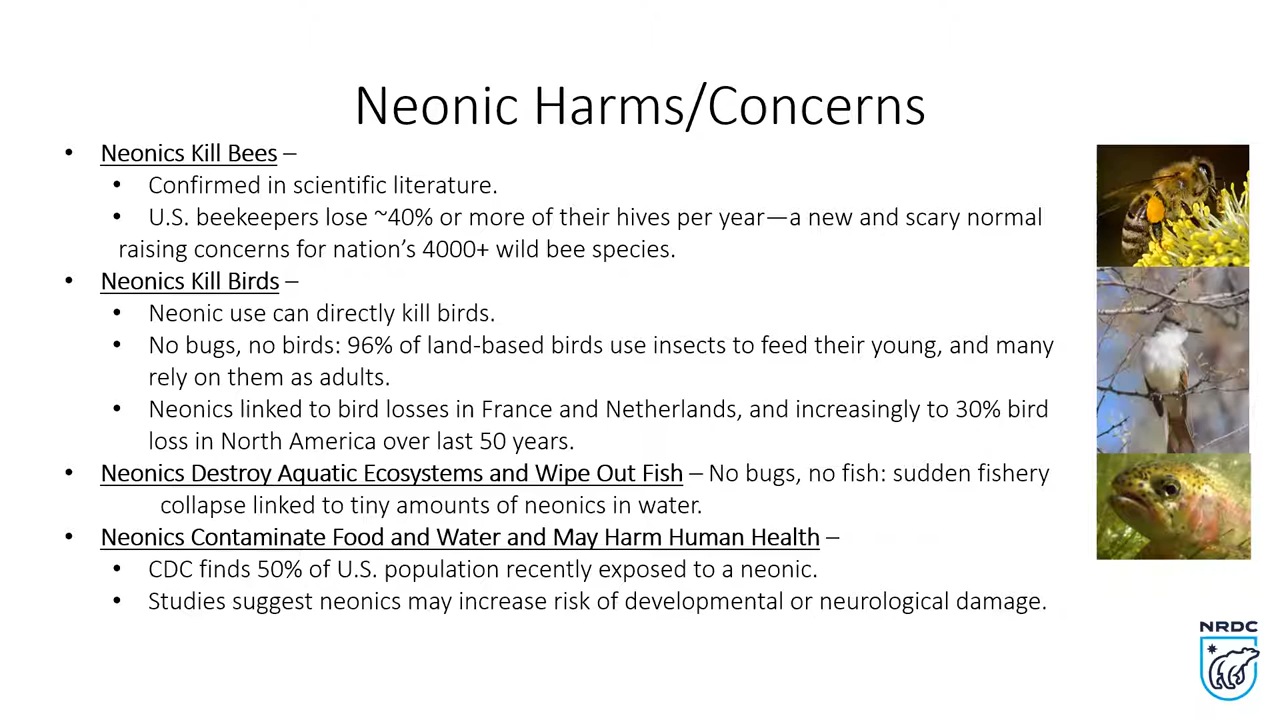 Neonic Harms/Concerns
• Neonics Kill Bees –
• Confirmed in scientific literature.
• U.S. beekeepers lose ~40% or more of their hives per year—a new and scary normal
raising concerns for nation’s 4000+ wild bee species.
• Neonics Kill Birds –
• Neonic use can directly kill birds.
• No bugs, no birds: 96% of land-based birds use insects to feed their young, and many
rely on them as adults.
• Neonics linked to bird losses in France and Netherlands, and increasingly to 30% bird
loss in North America over last 50 years.
• Neonics Destroy Aquatic Ecosystems and Wipe Out Fish – No bugs, no fish: sudden fishery
collapse linked to tiny amounts of neonics in water.
• Neonics Contaminate Food and Water and May Harm Human Health –
• CDC finds 50% of U.S. population recently exposed to a neonic.
• Studies suggest neonics may increase risk of developmental or neurological damage.
NRDC